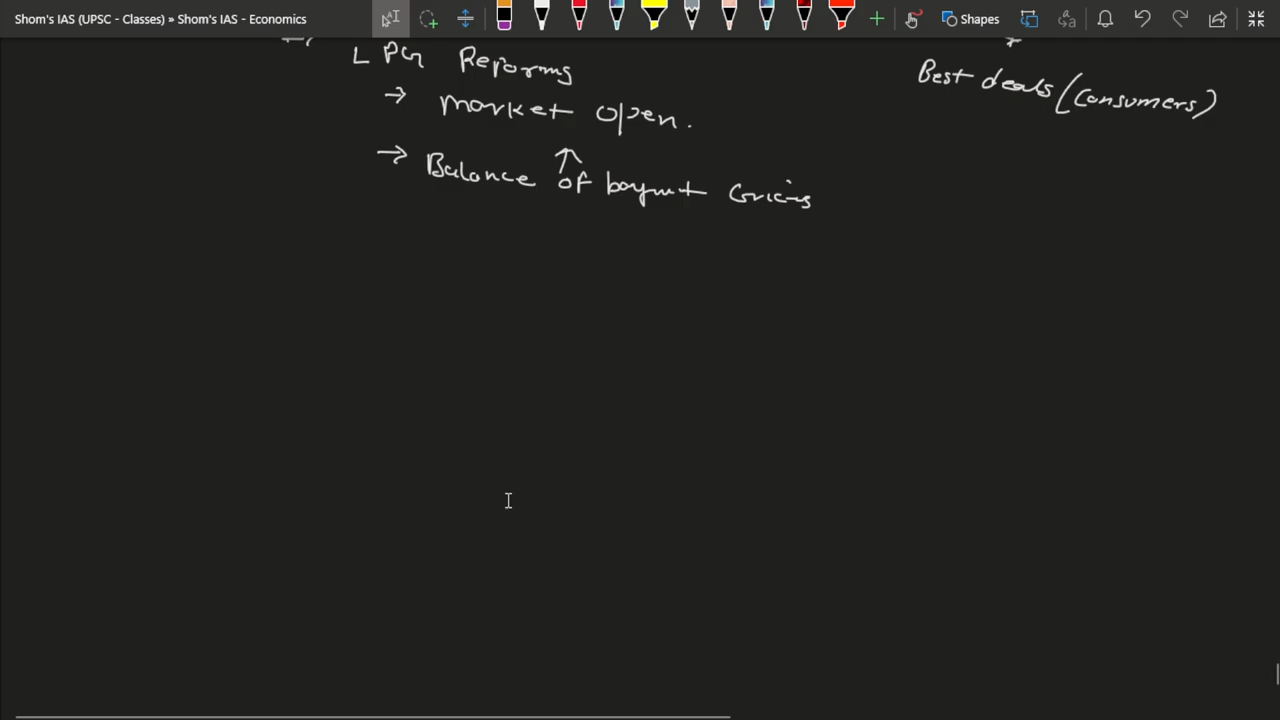 Shom's IAS (UPSC - Classes) » Shom's IAS - Economics
Shapes
LPG Reforms
→ market open.
→ Balance of payment Crisis
Best deals (Consumers)